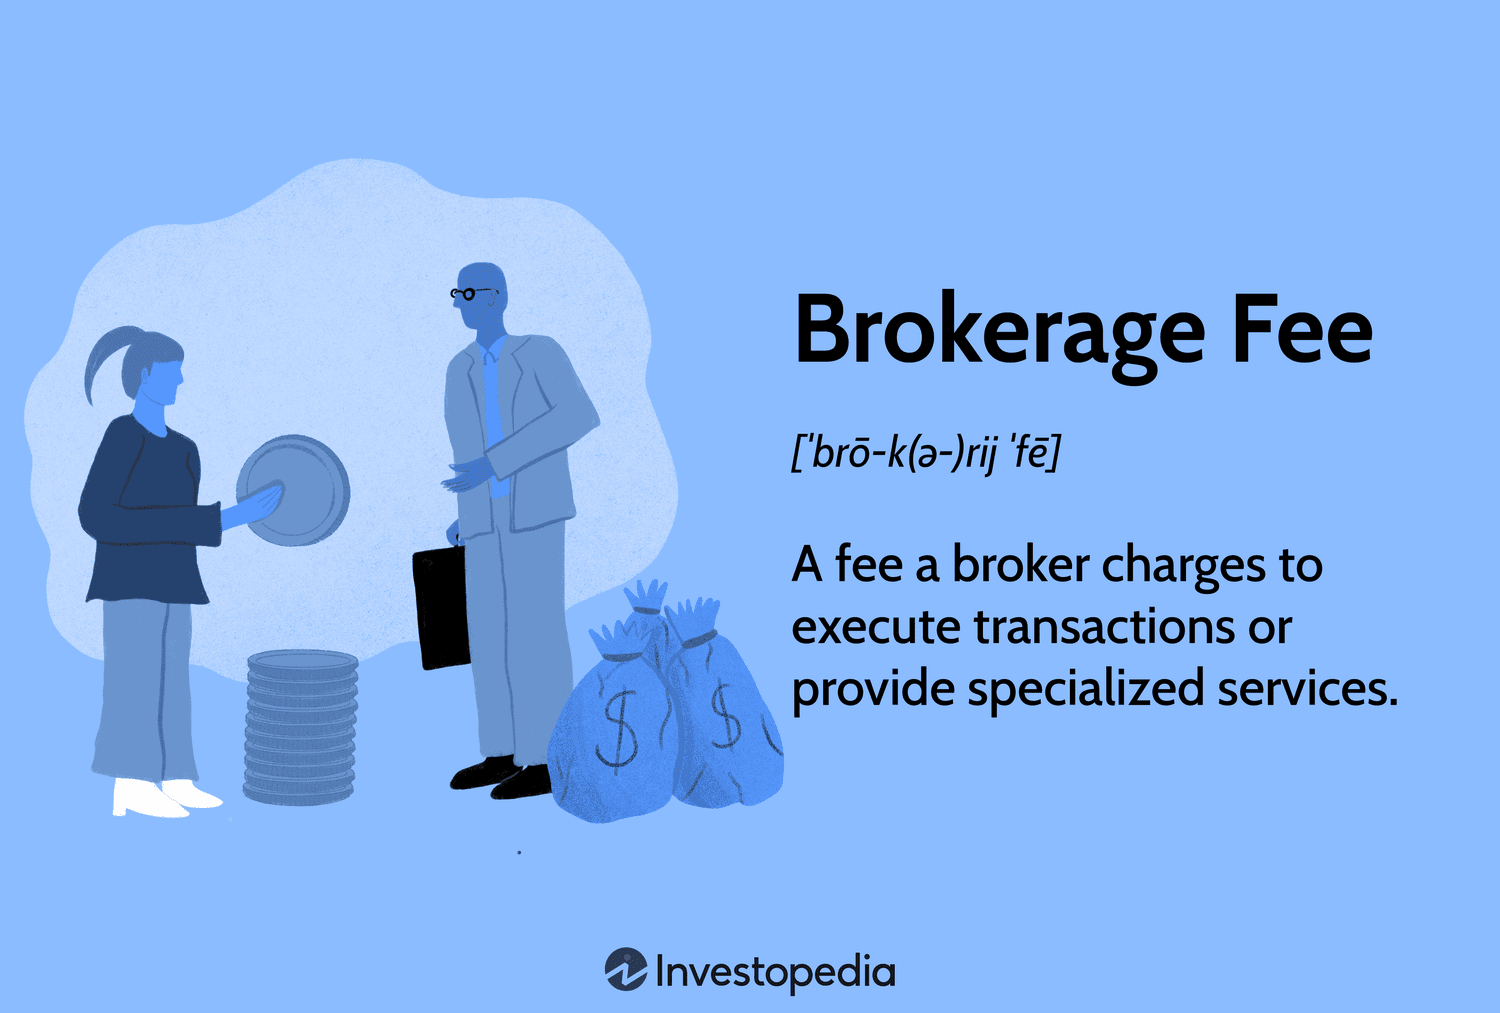 Brokerage Fee
[ˈbrō-k(ə-)rij ˈfē]
A fee a broker charges to
execute transactions or
provide specialized services.
$ $
Investopedia